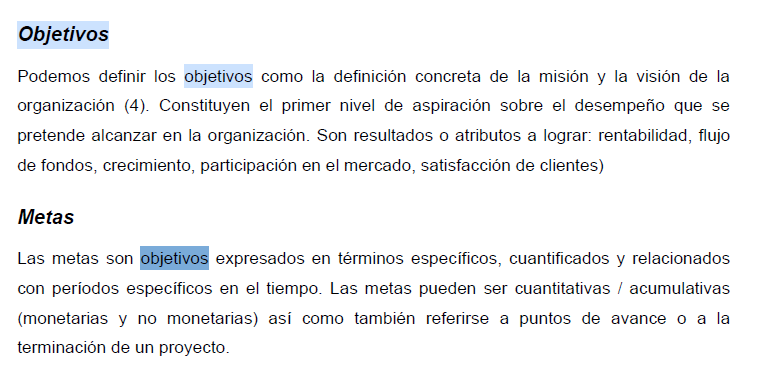 Objetivos
Podemos definir los objetivos como la definición concreta de la misión y la visión de la
organización (4). Constituyen el primer nivel de aspiración sobre el desempeño que se
pretende alcanzar en la organización. Son resultados o atributos a lograr: rentabilidad, flujo
de fondos, crecimiento, participación en el mercado, satisfacción de clientes)
Metas
Las metas son objetivos expresados en términos específicos, cuantificados y relacionados
con períodos específicos en el tiempo. Las metas pueden ser cuantitativas / acumulativas
(monetarias y no monetarias) así como también referirse a puntos de avance o a la
terminación de un proyecto.